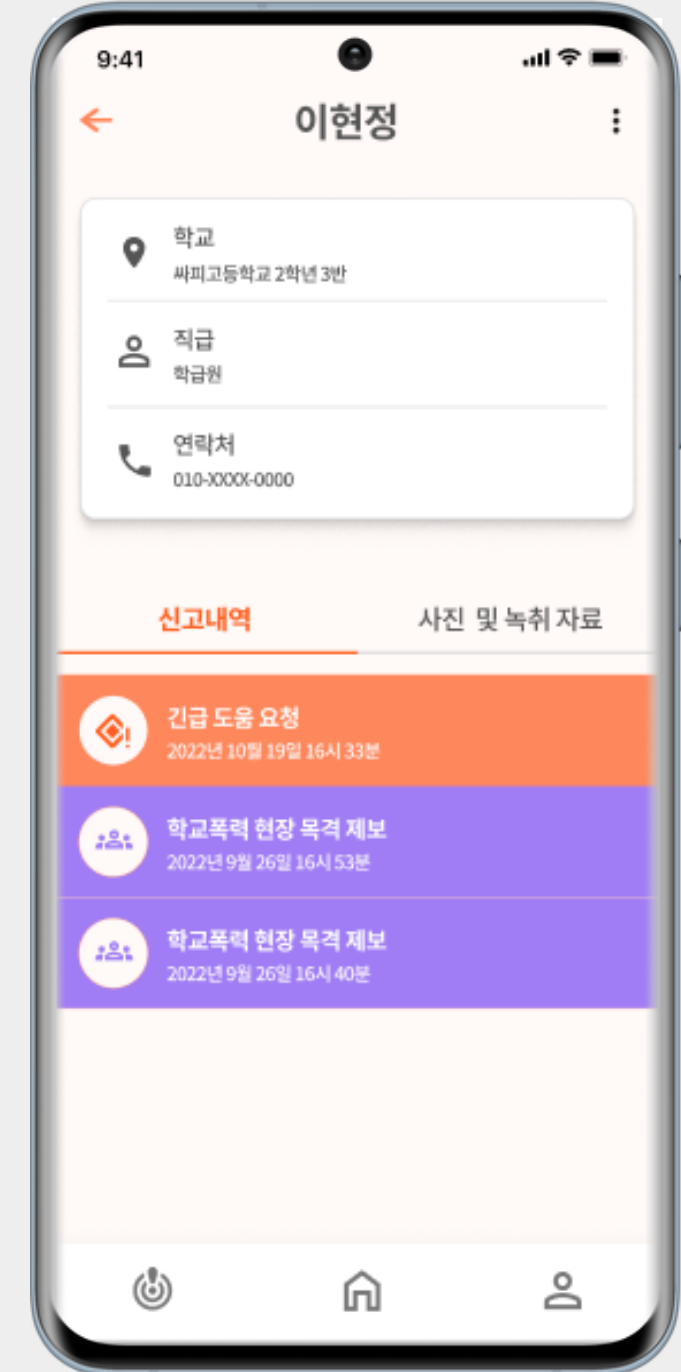 9:41
이현정
학교
싸피고등학교 2학년 3반
직급
학급원
연락처
010-XXXX-0000
신고내역
사진 및 녹취 자료
긴급 도움 요청
2022년 10월 19일 16시 33분
학교폭력 현장 목격 제보
2022년 9월 26일 16시 53분
학교폭력 현장 목격 제보
2022년 9월 26일 16시 40분